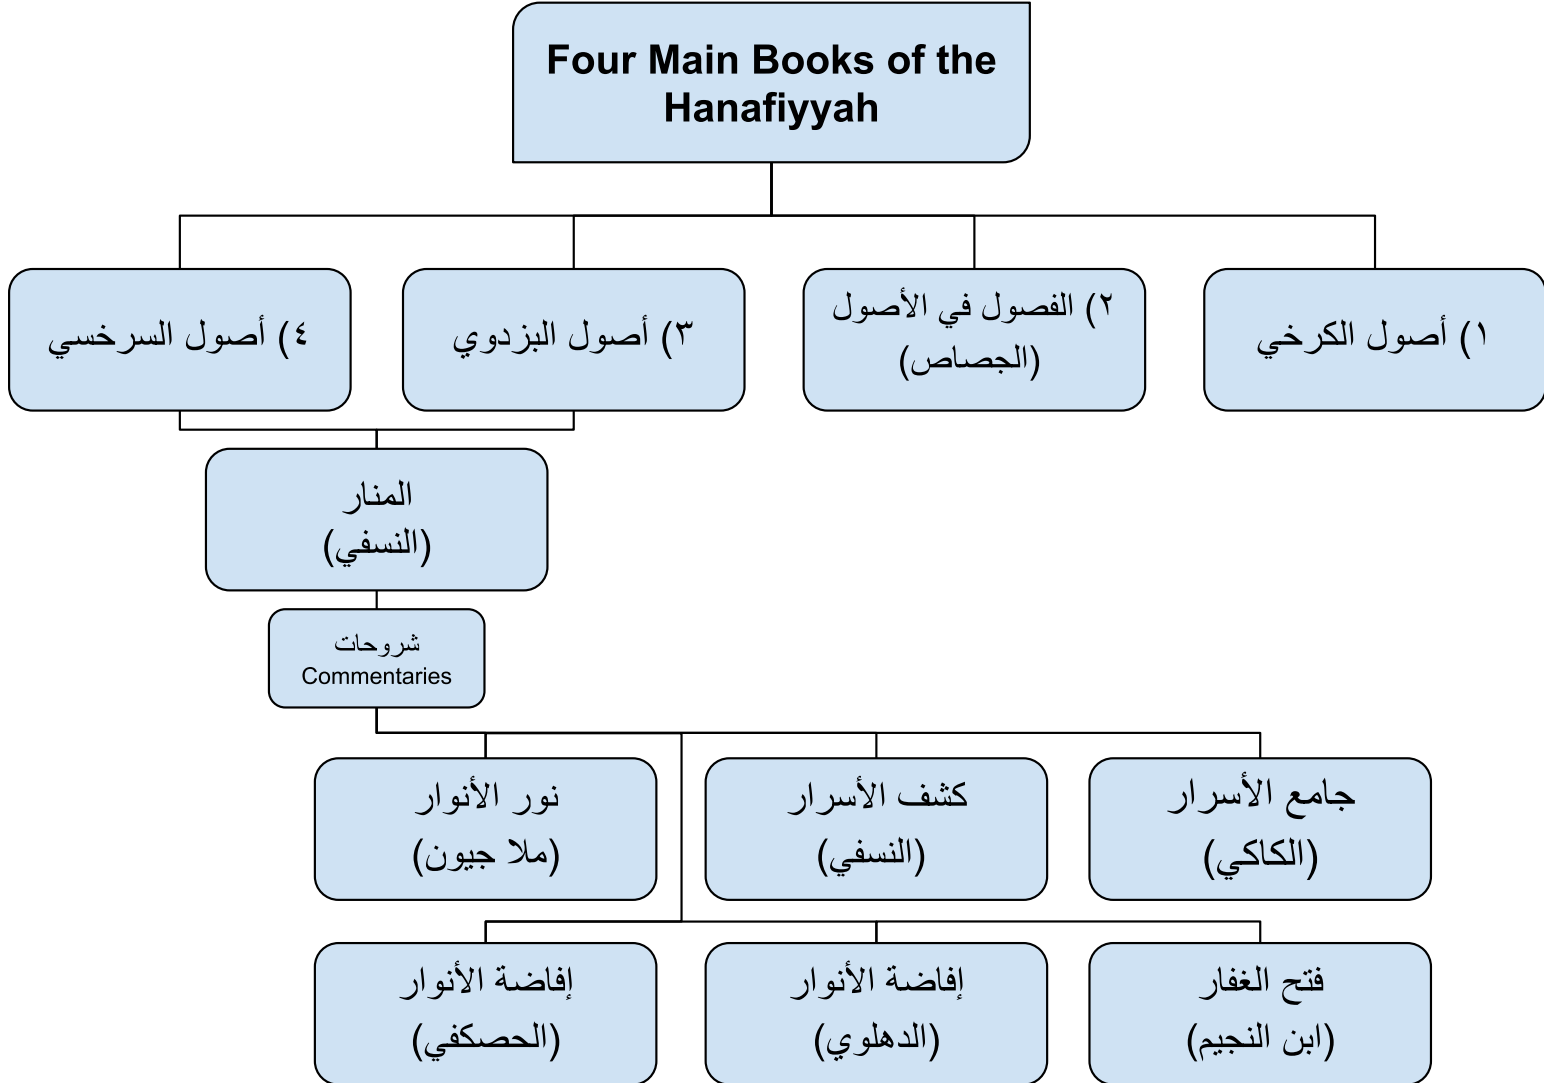 Four Main Books of the
Hanafiyyah
١) أصول الكرخي
٢) الفصول في الأصول
(الجصاص)
٣) أصول البزدوي
٤) أصول السرخسي
المنار
(النسفي)
شروحات
Commentaries
جامع الأسرار
(الكاكي)
كشف الأسرار
(النسفي)
نور الأنوار
(ملا جيون)
فتح الغفار
(ابن النجيم)
إفاضة الأنوار
(الدهلوي)
إفاضة الأنوار
(الحصكفي)